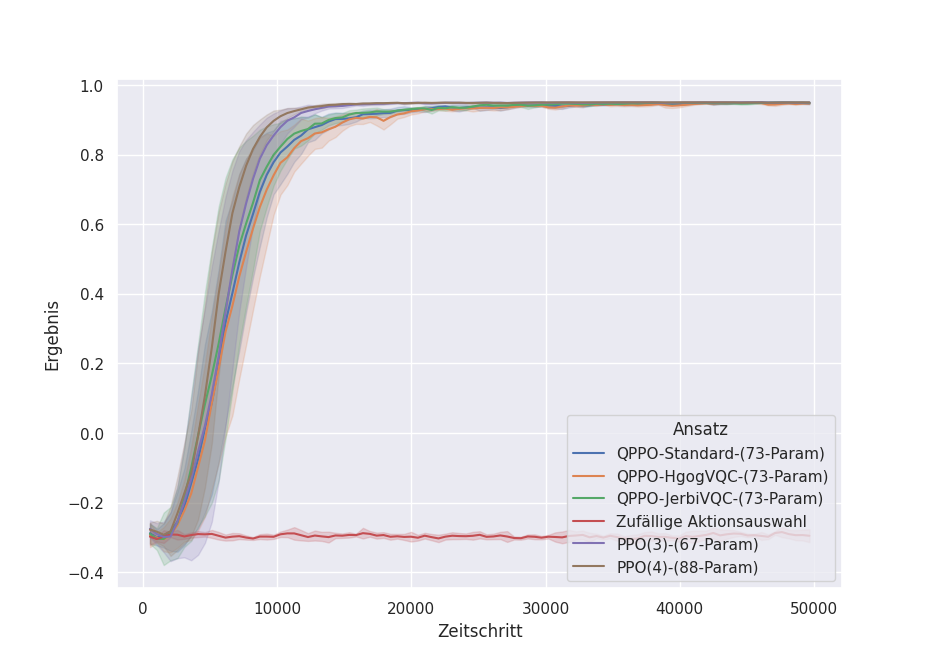 1.0
0.8
0.6
0.4
0.2
0.0
−0.2
−0.4
Ergebnis
0
10000
20000
30000
40000
50000
Zeitschritt
Ansatz
QPPO-Standard-(73-Param)
QPPO-HgogVQC-(73-Param)
QPPO-JerbiVQC-(73-Param)
Zufällige Aktionsauswahl
PPO(3)-(67-Param)
PPO(4)-(88-Param)